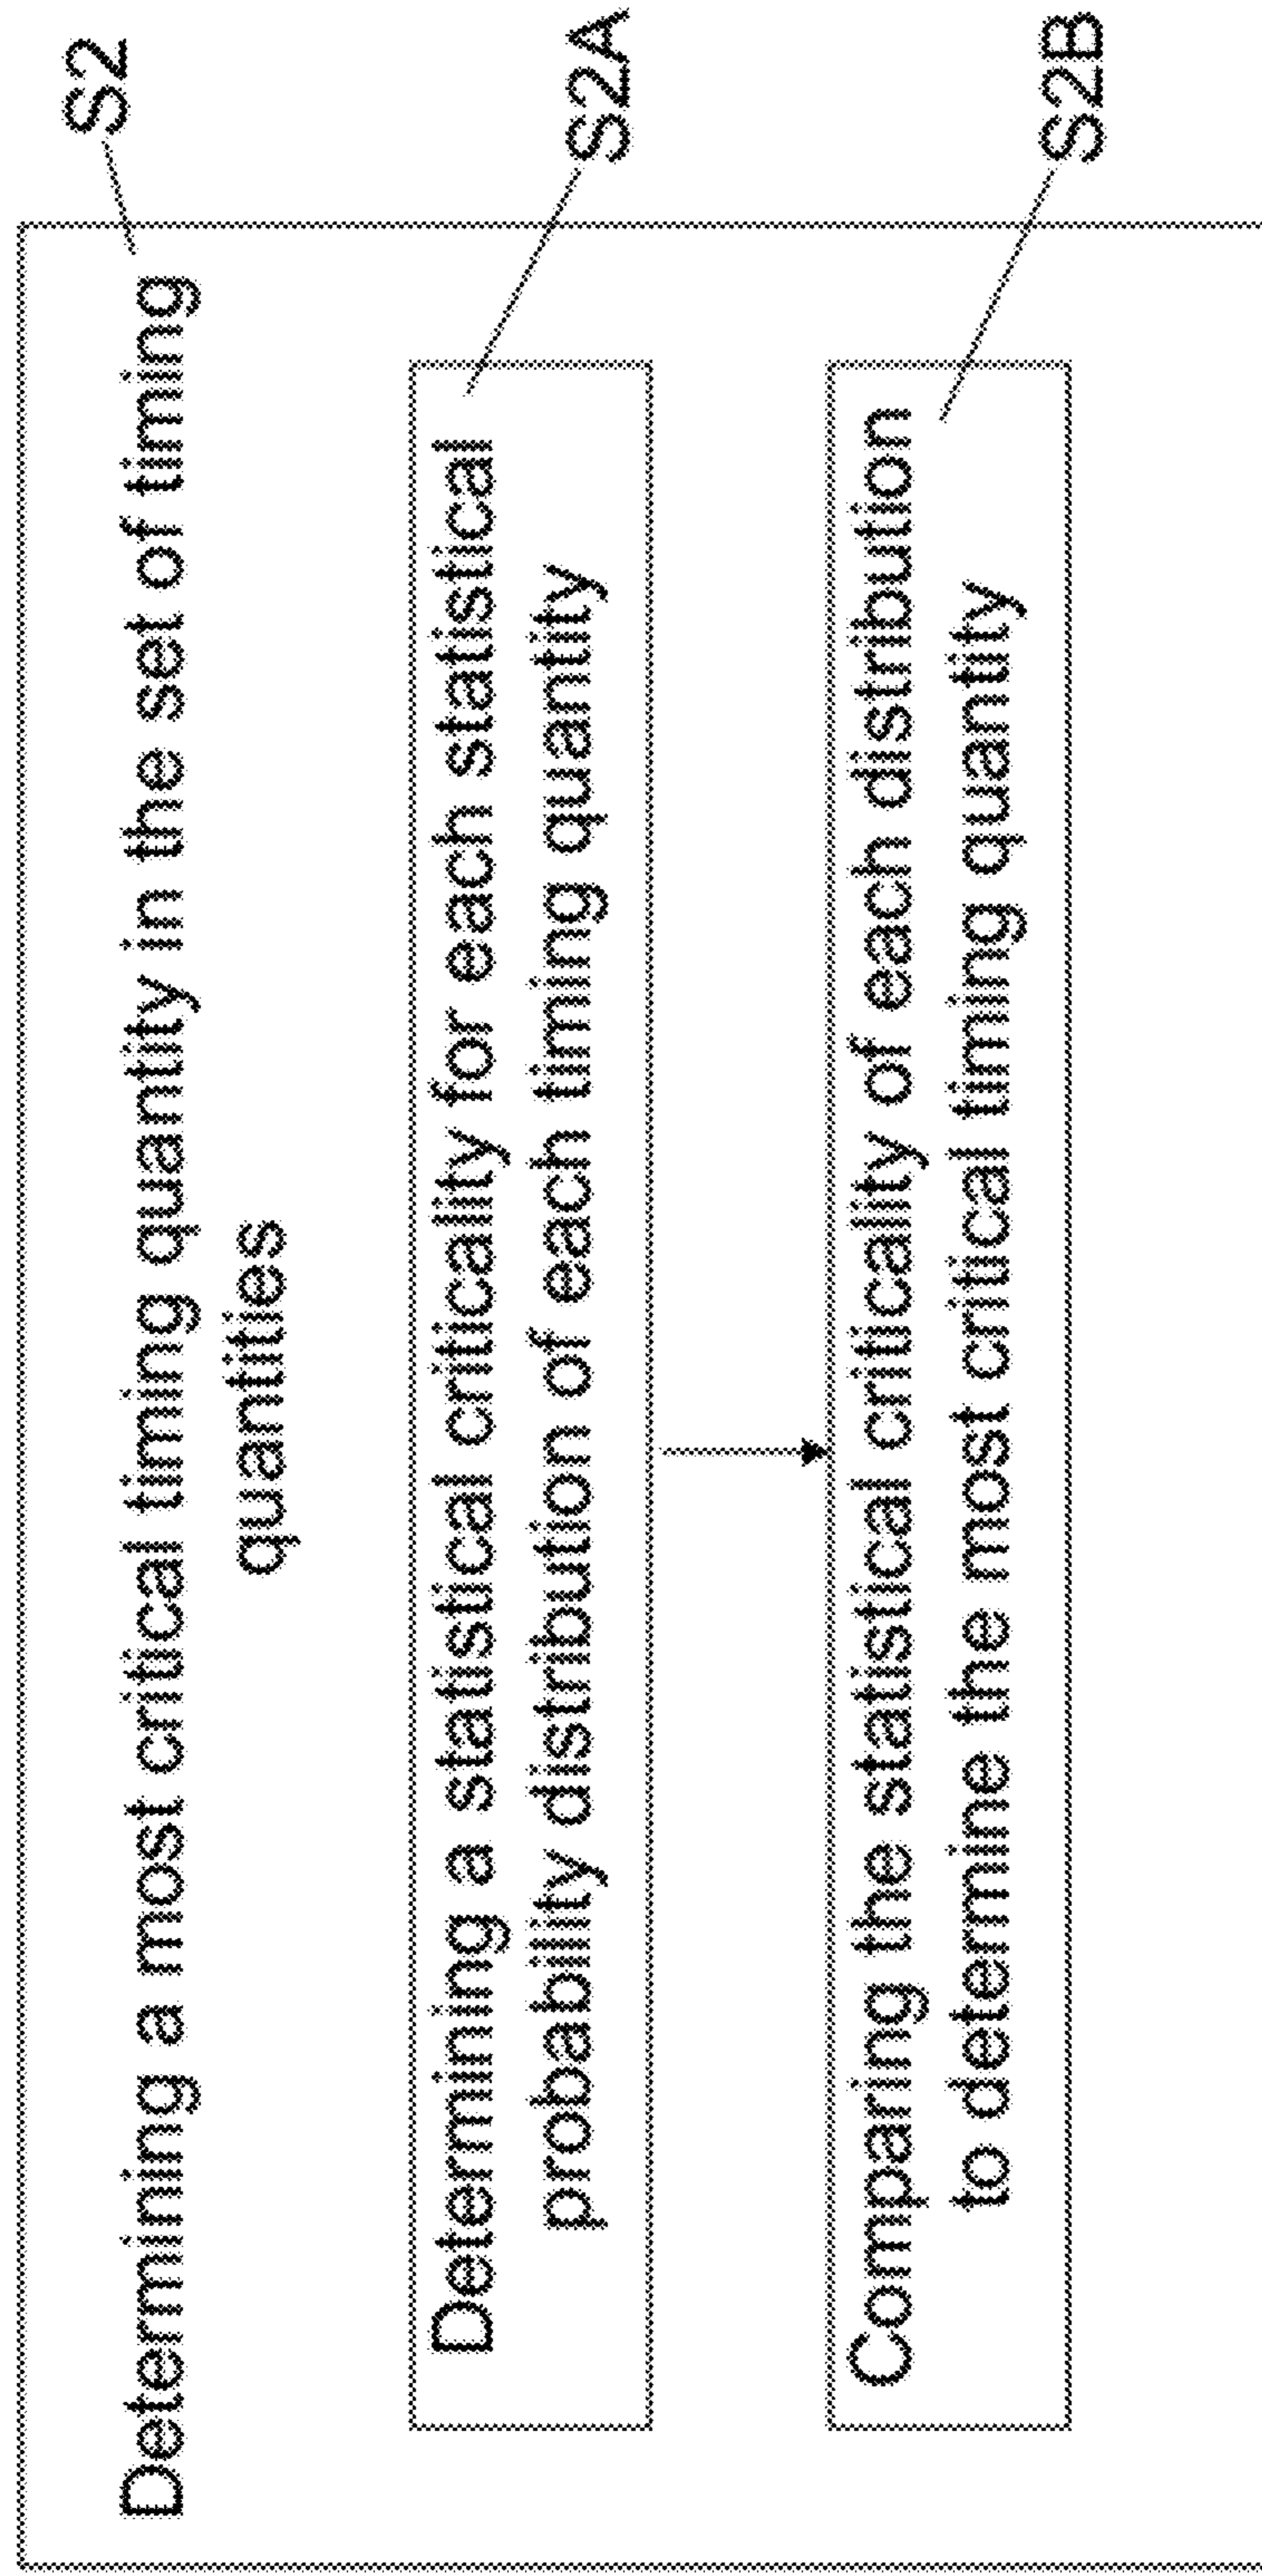 Determining a most critical timing quantity in the set of timing
quantities
S2
Determining a statistical criticality for each statistical
probability distribution of each timing quantity
S2A
Comparing the statistical criticality of each distribution
to determine the most critical timing quantity
S2B